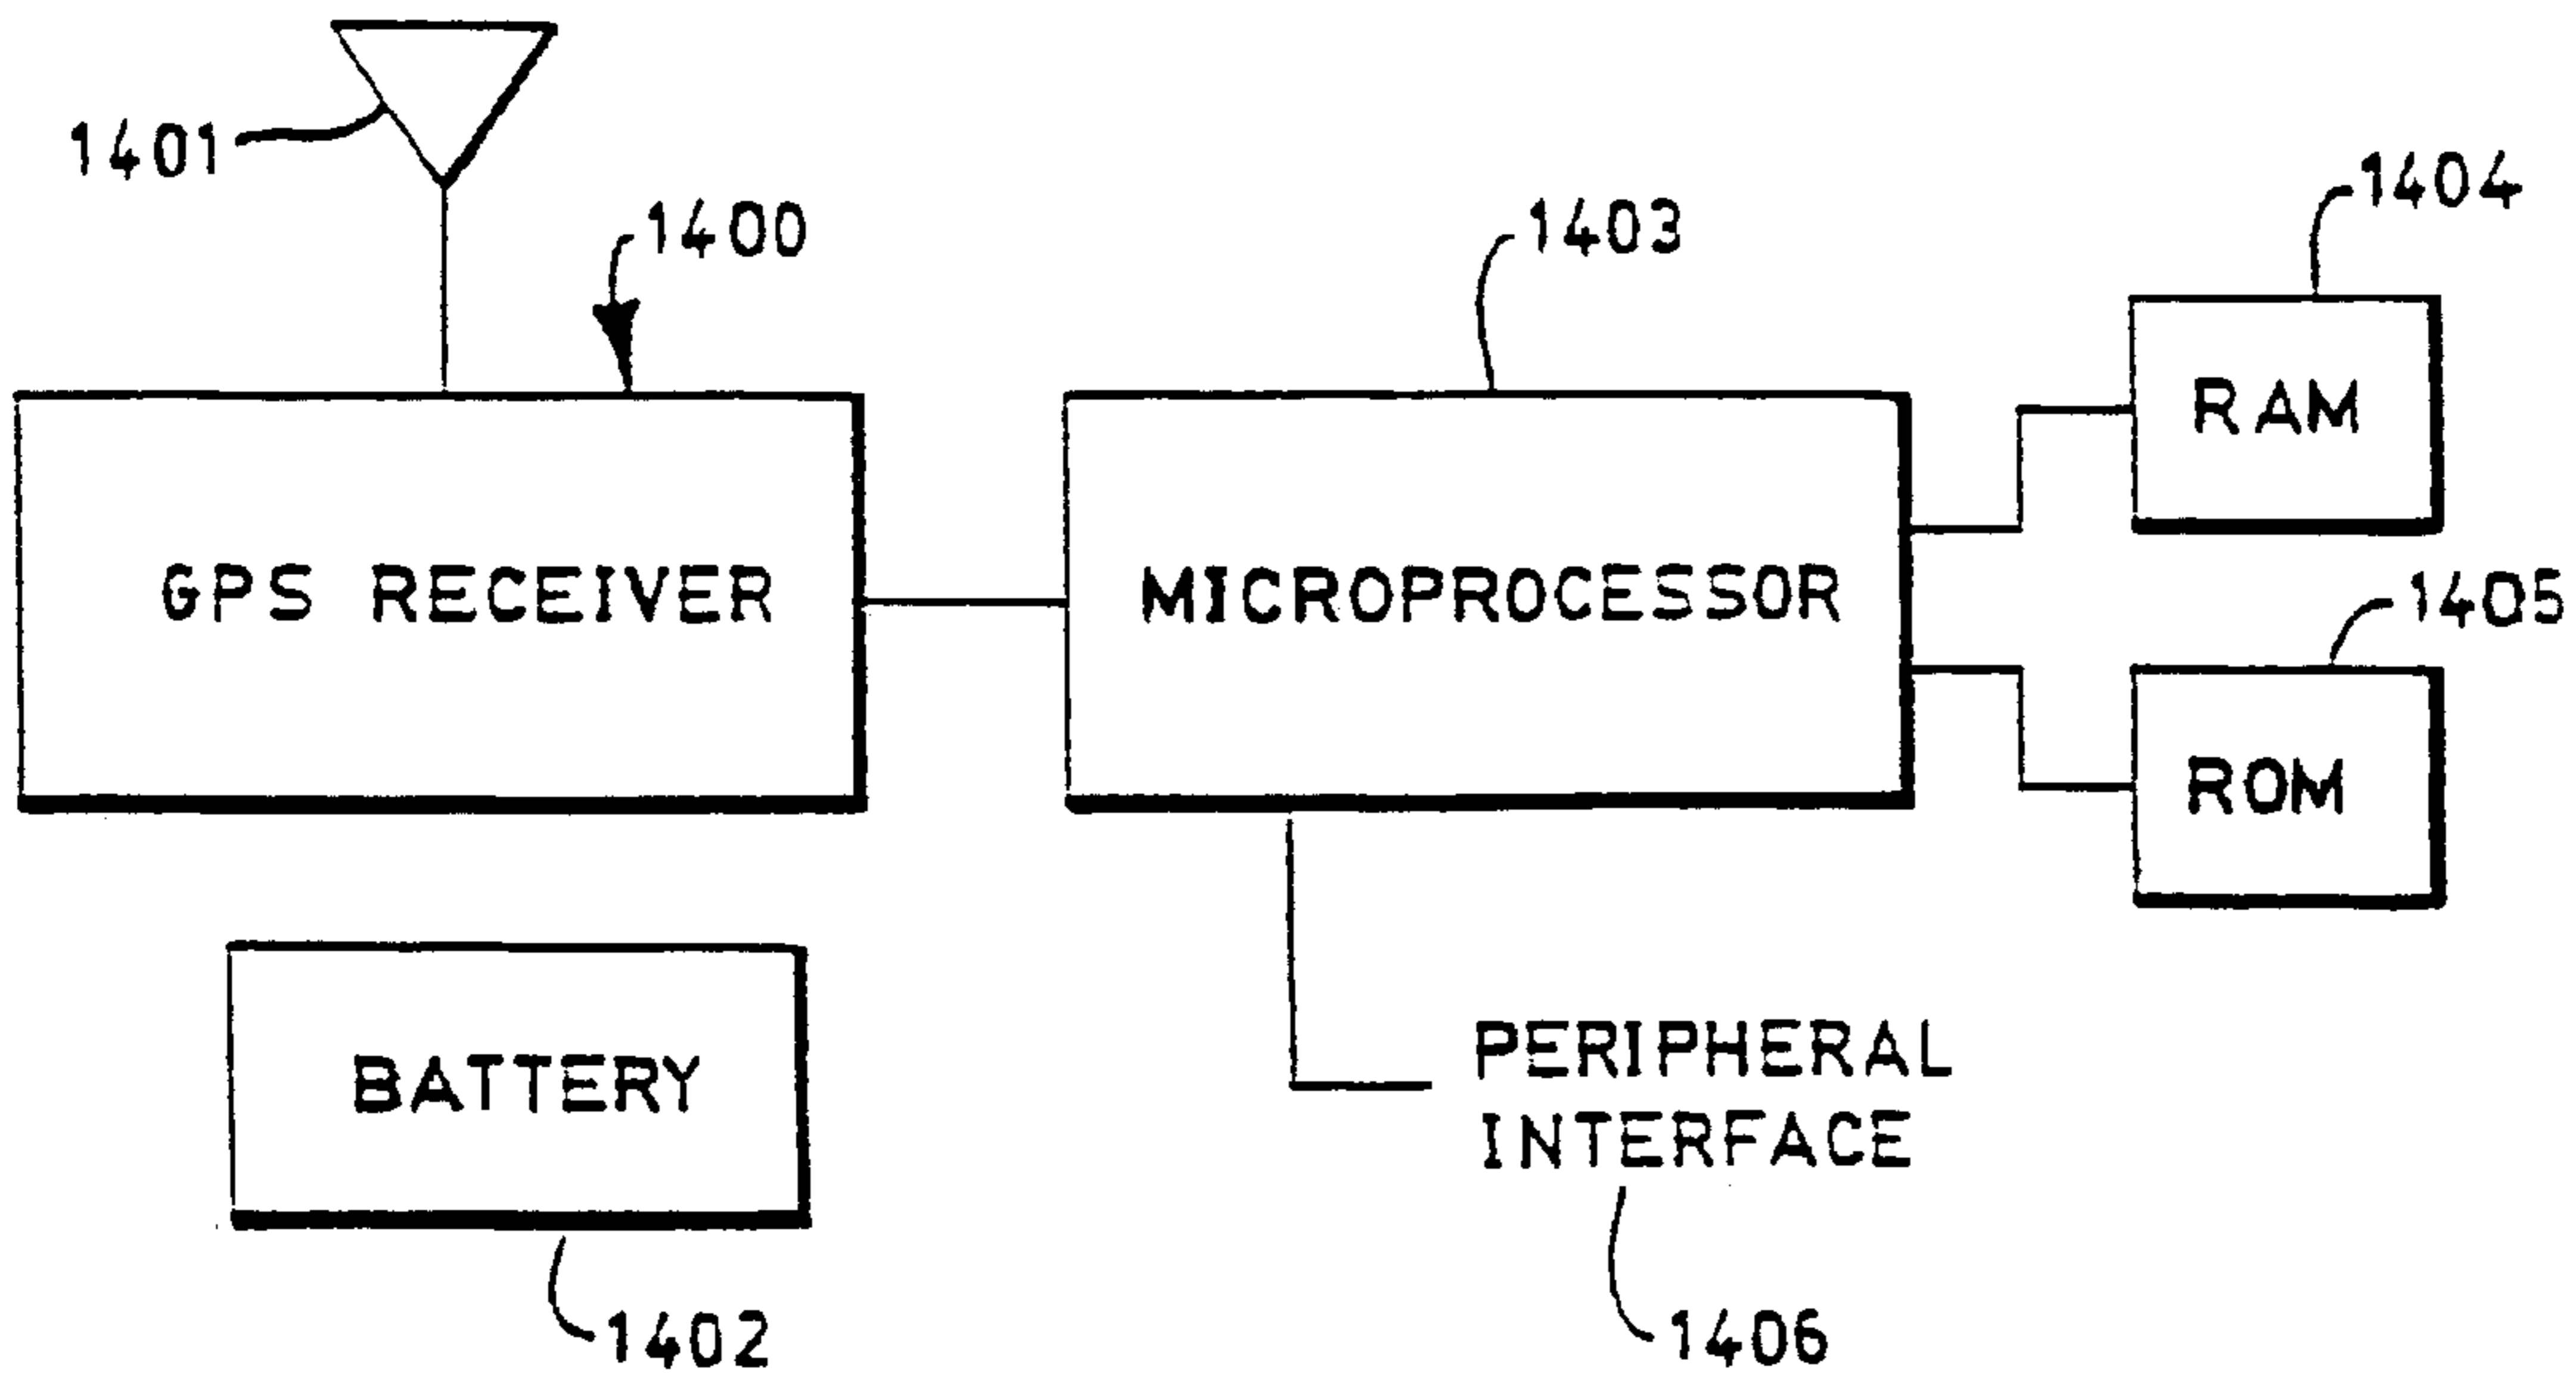 1401
1400
1403
1404
RAM
GPS RECEIVER
MICROPROCESSOR
1405
ROM
BATTERY
PERIPHERAL
INTERFACE
1402
1406